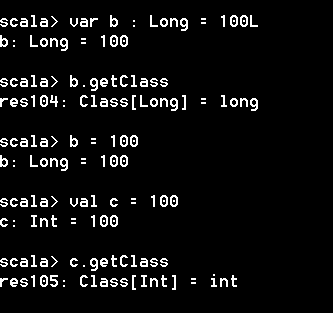 scala> var b : Long = 100L
b: Long = 100
scala> b.getClass
res104: Class[Long] = long
scala> b = 100
b: Long = 100
scala> val c = 100
c: Int = 100
scala> c.getClass
res105: Class[Int] = int